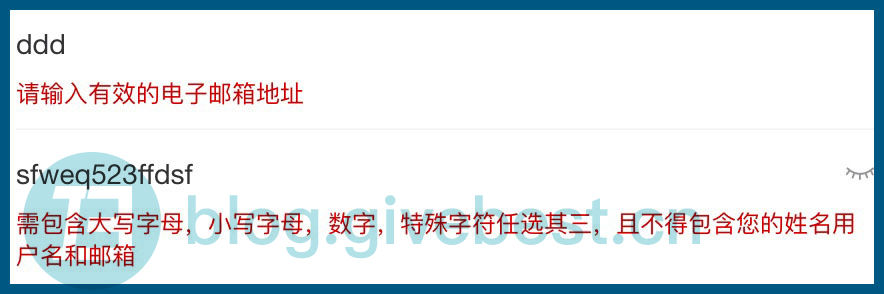 ddd
请输入有效的电子邮箱地址
sfweq523ffdsf
需包含大写字母，小写字母，数字，特殊字符任选其三，且不得包含您的姓名用
户名和邮箱
blog.givebest.cn